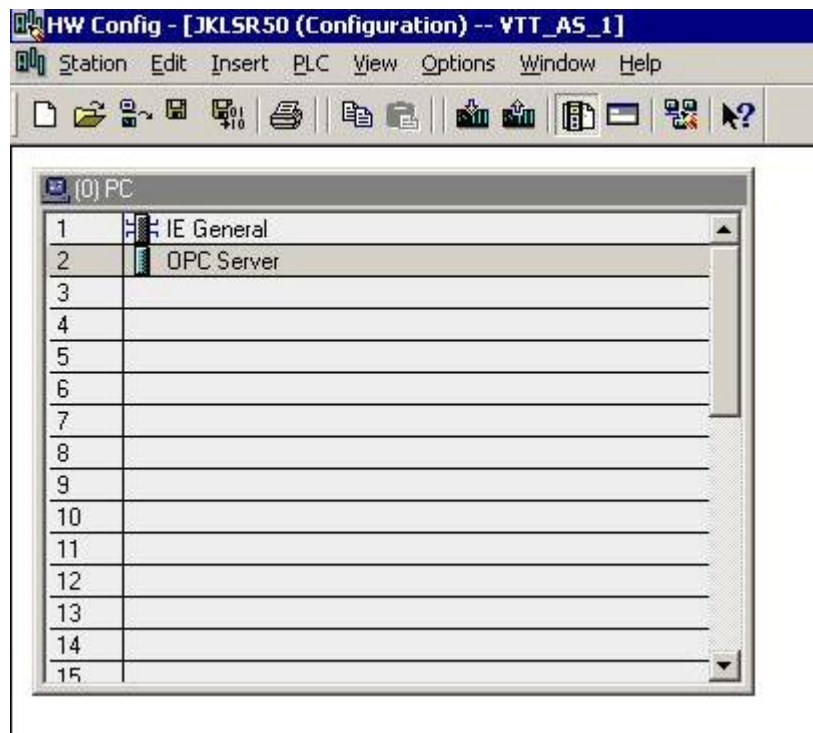 HW Config - [JKLSR50 (Configuration) -- VTT_AS_1]
Station Edit Insert PLC View Options Window Help
(0) PC
1 IE General
2 OPC Server
3
4
5
6
7
8
9
10
11
12
13
14
15